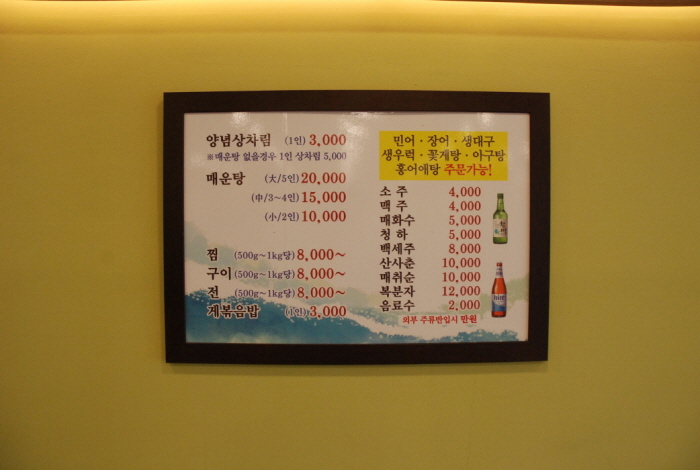 양념상차림 (1인) 3,000
※매운탕 없을경우 1인 상차림 5,000
매운탕 (大/5인) 20,000
(中/3~4인) 15,000
(小/2인) 10,000
찜 (500g~1kg당) 8,000~
구이 (500g~1kg당) 8,000~
전 (500g~1kg당) 8,000~
게볶음밥 (1인) 3,000
민어·장어·생대구
생우럭·꽃게탕·아구탕
홍어애탕 주문가능!
소 주 4,000
맥 주 4,000
매화수 5,000
청 하 5,000
백세주 8,000
산사춘 10,000
매취순 10,000
복분자 12,000
음료수 2,000
외부 주류반입시 만원